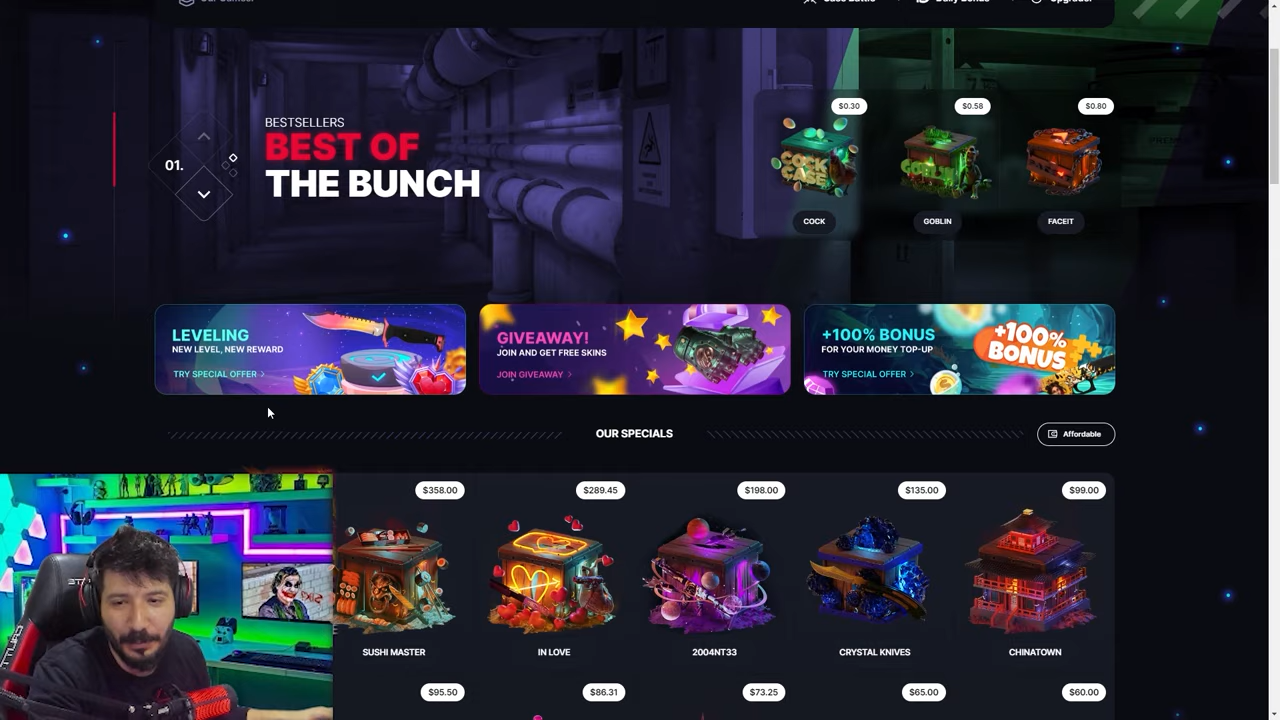 01.
BESTSELLERS
BEST OF
THE BUNCH
$0.30
$0.58
$0.80
COCK
CASE
COCK
GOBLIN
FACEIT
LEVELING
NEW LEVEL, NEW REWARD
TRY SPECIAL OFFER
GIVEAWAY!
JOIN AND GET FREE SKINS
JOIN GIVEAWAY
+100% BONUS
FOR YOUR MONEY TOP-UP
TRY SPECIAL OFFER
+100%
BONUS
OUR SPECIALS
Affordable
$358.00
$289.45
$198.00
$135.00
$99.00
SUSHI MASTER
IN LOVE
2004NT33
CRYSTAL KNIVES
CHINATOWN
$95.50
$86.31
$73.25
$65.00
$60.00